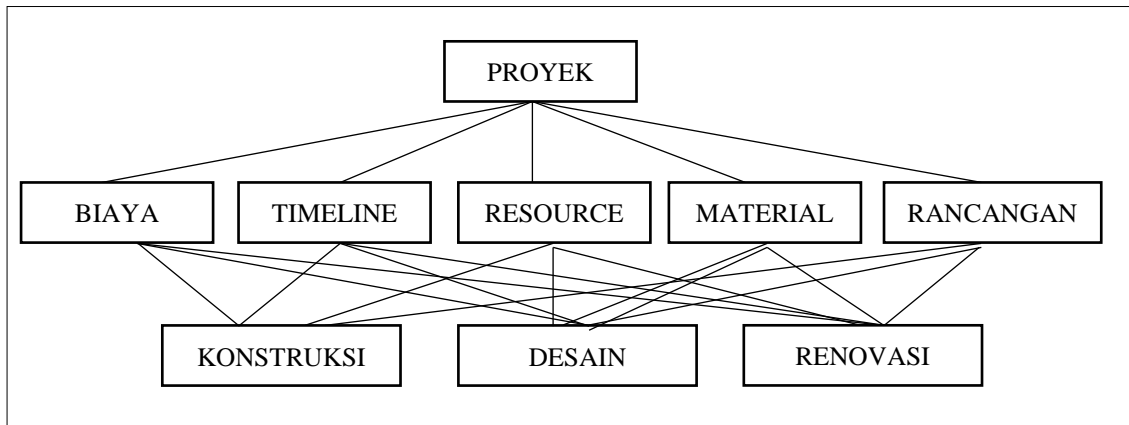 PROYEK
BIAYA TIMELINE RESOURCE MATERIAL RANCANGAN
KONSTRUKSI DESAIN RENOVASI